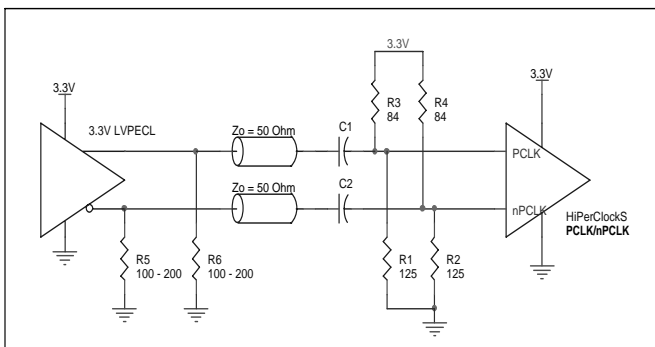 3.3V
3.3V
3.3V
3.3V LVPECL
R3
84
R4
84
Zo = 50 Ohm
C1
PCLK
Zo = 50 Ohm
C2
nPCLK
HiPerClockS
PCLK/nPCLK
R5
100 - 200
R6
100 - 200
R1
125
R2
125